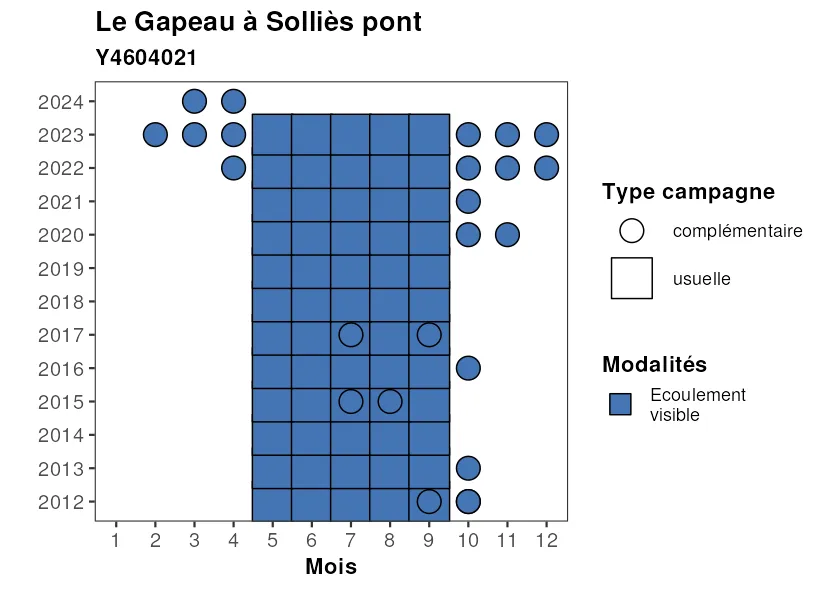 Le Gapeau à Solliès pont
Y4604021
2024
2023
2022
2021
2020
2019
2018
2017
2016
2015
2014
2013
2012
1 2 3 4 5 6 7 8 9 10 11 12
Mois
Type campagne
complémentaire
usuelle
Modalités
Ecoulement
visible